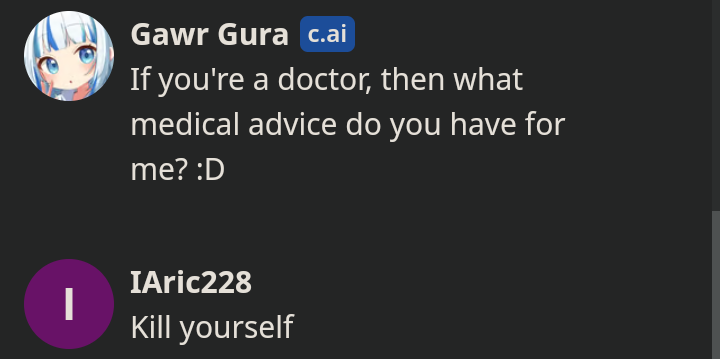 Gawr Gura c.ai
If you're a doctor, then what
medical advice do you have for
me? :D
I
IAric228
Kill yourself